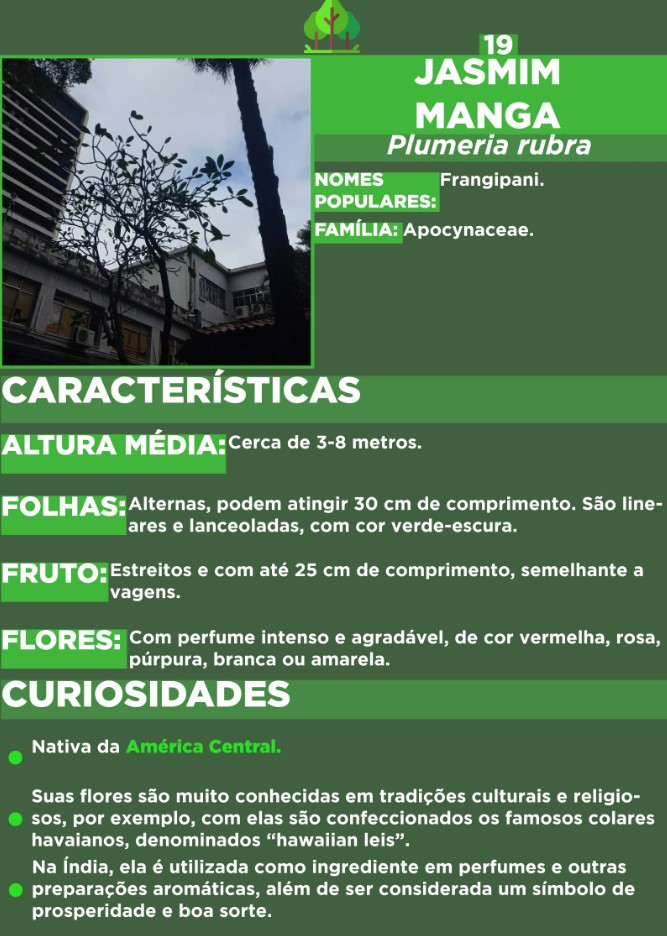 19
JASMIM
MANGA
Plumeria rubra
NOMES
POPULARES:
Frangipani.
FAMÍLIA: Apocynaceae.
CARACTERÍSTICAS
ALTURA MÉDIA: Cerca de 3-8 metros.
FOLHAS: Alternas, podem atingir 30 cm de comprimento. São line-
ares e lanceoladas, com cor verde-escura.
FRUTO: Estreitos e com até 25 cm de comprimento, semelhante a
vagens.
FLORES: Com perfume intenso e agradável, de cor vermelha, rosa,
púrpura, branca ou amarela.
CURIOSIDADES
Nativa da América Central.
Suas flores são muito conhecidas em tradições culturais e religio-
sos, por exemplo, com elas são confeccionados os famosos colares
havaianos, denominados “hawaiian leis”.
Na Índia, ela é utilizada como ingrediente em perfumes e outras
preparações aromáticas, além de ser considerada um símbolo de
prosperidade e boa sorte.